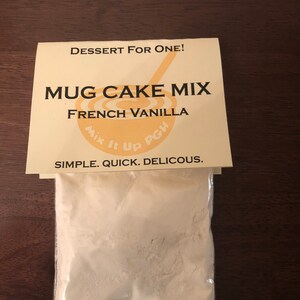 Dessert For One!
MUG CAKE MIX
FRENCH VANILLA
Mix It Up PGH
SIMPLE. QUICK. DELICOUS.